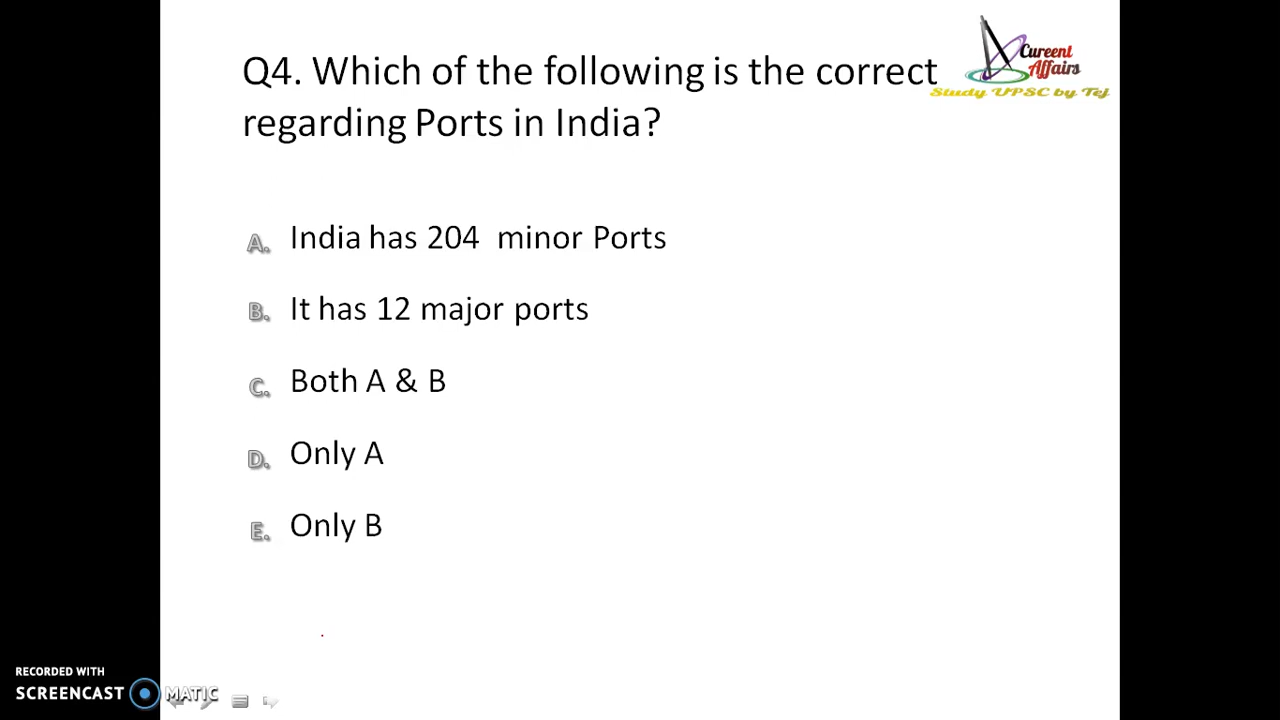 Q4. Which of the following is the correct
regarding Ports in India?
Cureent
Affairs
Study UPSC by Tej
A. India has 204 minor Ports
B. It has 12 major ports
C. Both A & B
D. Only A
E. Only B
RECORDED WITH
SCREENCAST MATIC